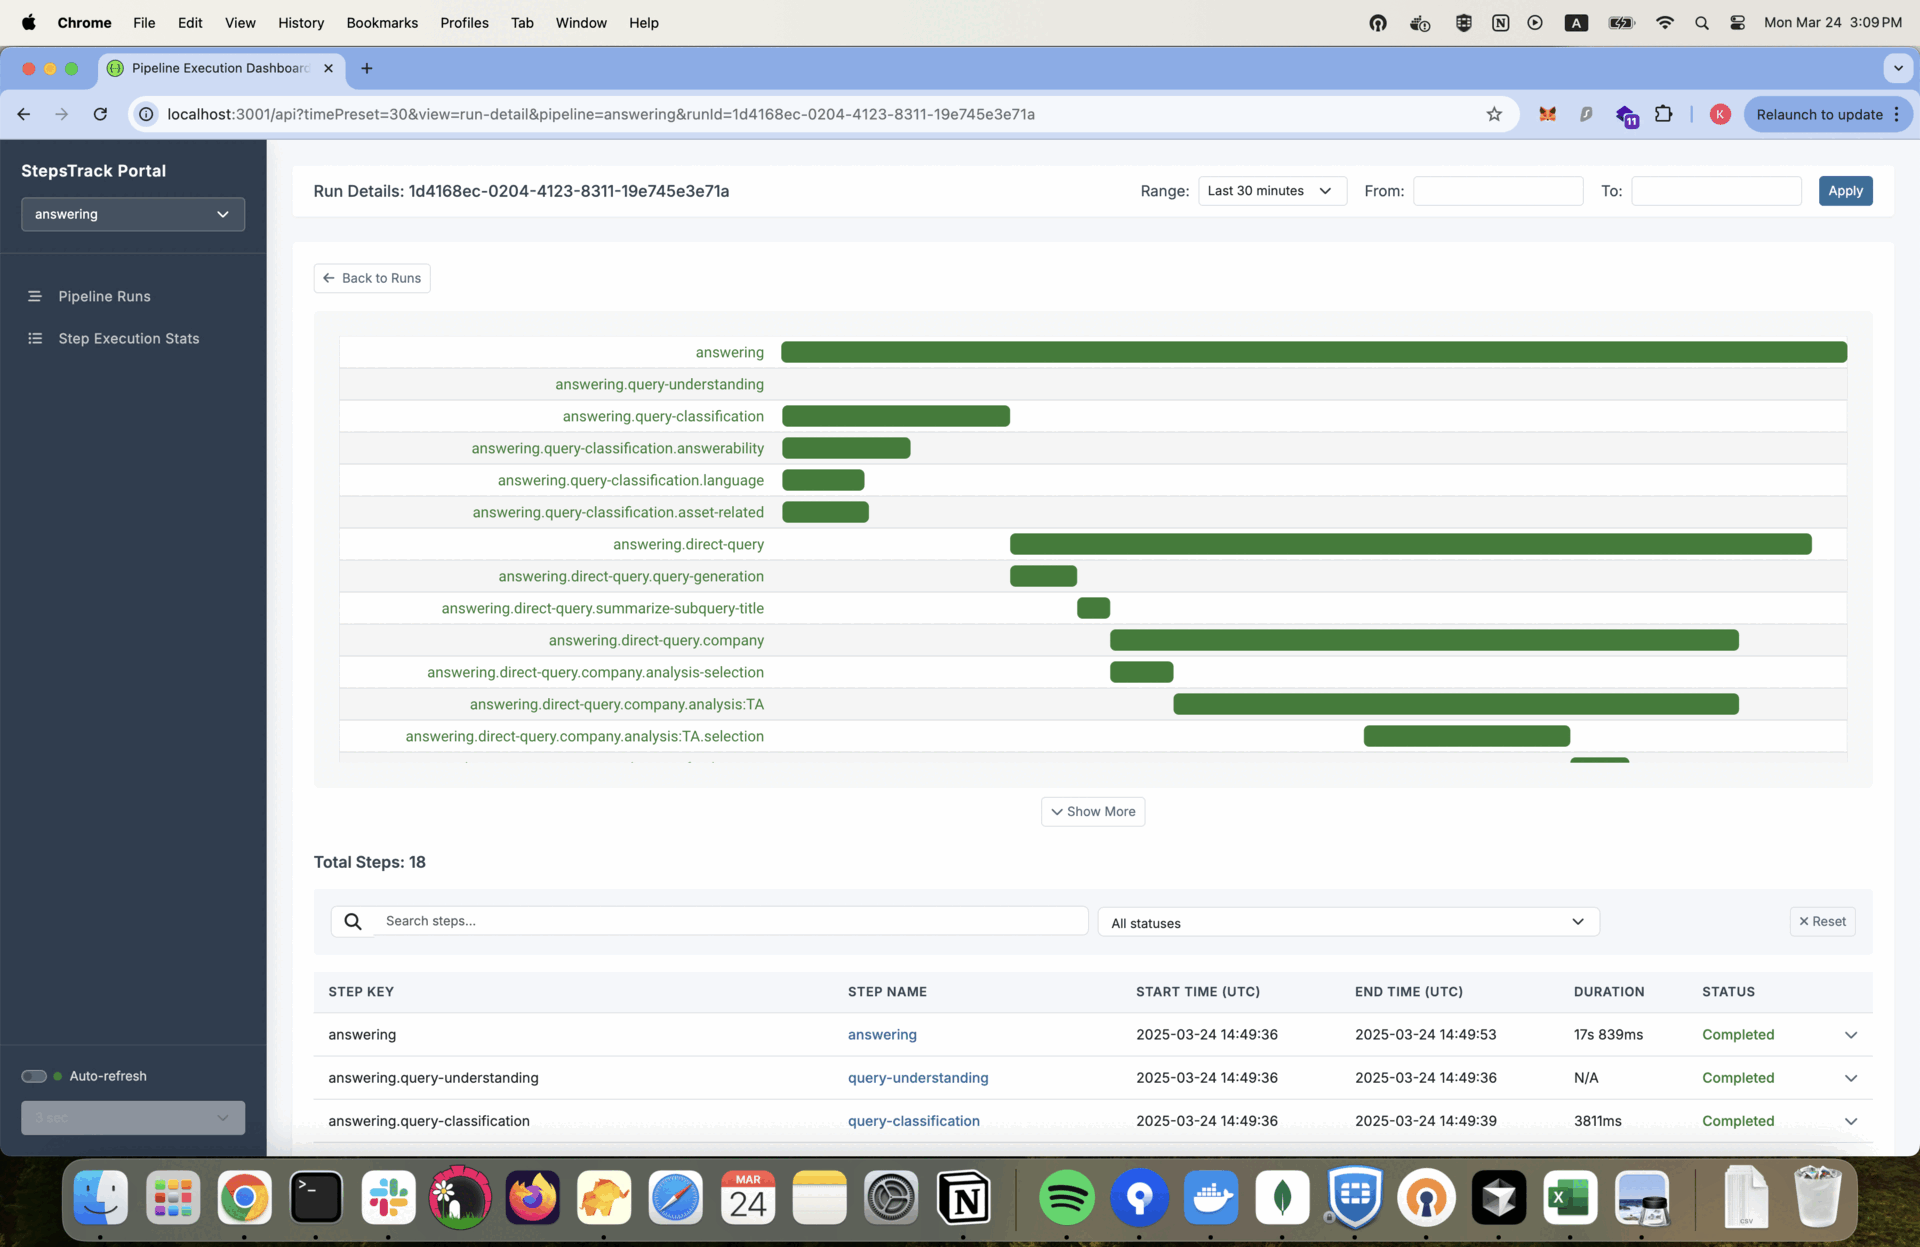 Chrome File Edit View History Bookmarks Profiles Tab Window Help
A
Mon Mar 24 3:09 PM
Pipeline Execution Dashboard
localhost:3001/api?timePreset=30&view=run-detail&pipeline=answering&runId=1d4168ec-0204-4123-8311-19e745e3e71a
11
K
Relaunch to update
StepsTrack Portal
answering
Pipeline Runs
Step Execution Stats
Auto-refresh
3 sec
Run Details: 1d4168ec-0204-4123-8311-19e745e3e71a
Range: Last 30 minutes From: To: Apply
Back to Runs
answering
answering.query-understanding
answering.query-classification
answering.query-classification.answerability
answering.query-classification.language
answering.query-classification.asset-related
answering.direct-query
answering.direct-query.query-generation
answering.direct-query.summarize-subquery-title
answering.direct-query.company
answering.direct-query.company.analysis-selection
answering.direct-query.company.analysis:TA
answering.direct-query.company.analysis:TA.selection
Show More
Total Steps: 18
Search steps...
All statuses
Reset
STEP KEY STEP NAME START TIME (UTC) END TIME (UTC) DURATION STATUS
answering answering 2025-03-24 14:49:36 2025-03-24 14:49:53 17s 839ms Completed
answering.query-understanding query-understanding 2025-03-24 14:49:36 2025-03-24 14:49:36 N/A Completed
answering.query-classification query-classification 2025-03-24 14:49:36 2025-03-24 14:49:39 3811ms Completed
MAR
24
CSV